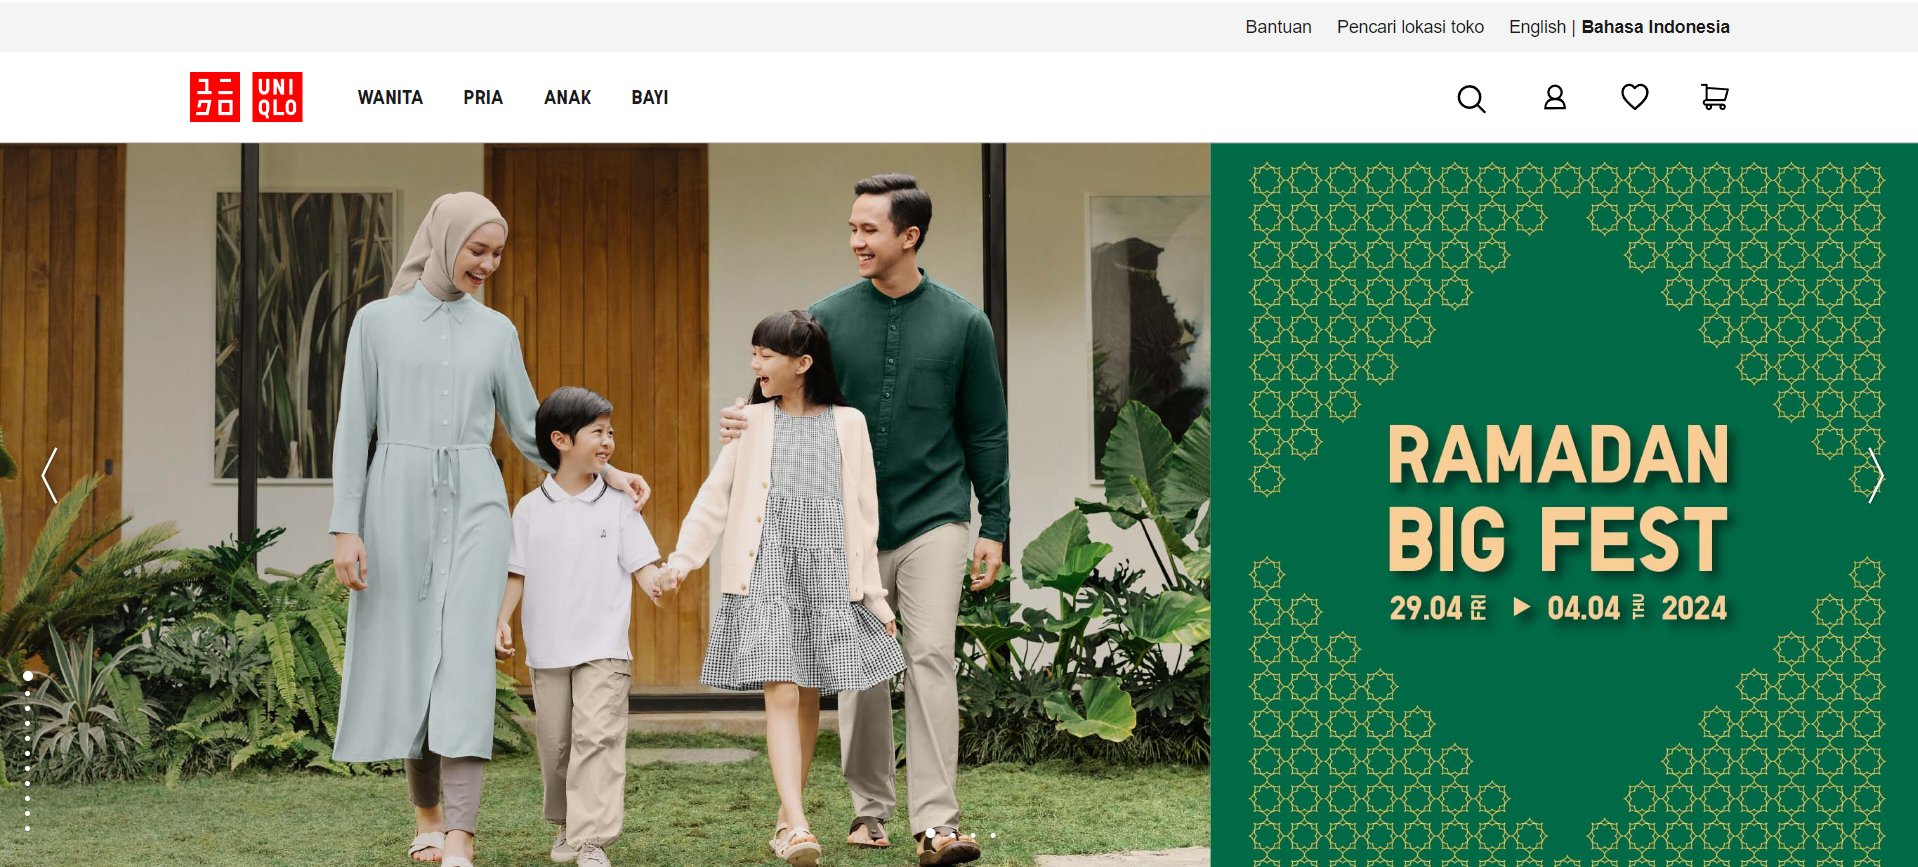 Bantuan Pencari lokasi toko English | Bahasa Indonesia
ユニ UNI
クロ QLO
WANITA PRIA ANAK BAYI
RAMADAN
BIG FEST
29.04 FRI ▶ 04.04 THU 2024